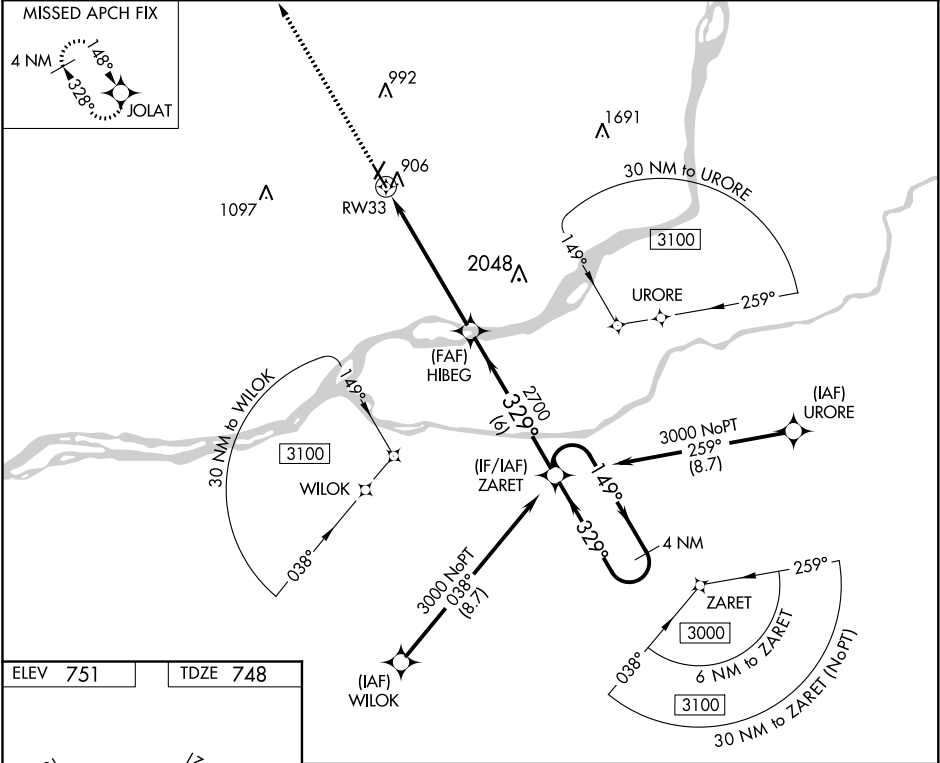 MISSED APCH FIX
4 NM
148°
328°
JOLAT
992
1691
906
RW33
1097
2048
30 NM to URORE
3100
149°
URORE
259°
(FAF)
HIBEG
2700
329°
(6)
30 NM to WILOK
149°
3100
WILOK
038°
(IAF)
URORE
3000 NoPT
259°
(8.7)
(IF/IAF)
ZARET
149°
329°
4 NM
3000 NoPT
038°
(8.7)
(IAF)
WILOK
259°
ZARET
038°
3000
6 NM to ZARET
3100
30 NM to ZARET (NoPT)
ELEV 751
TDZE 748